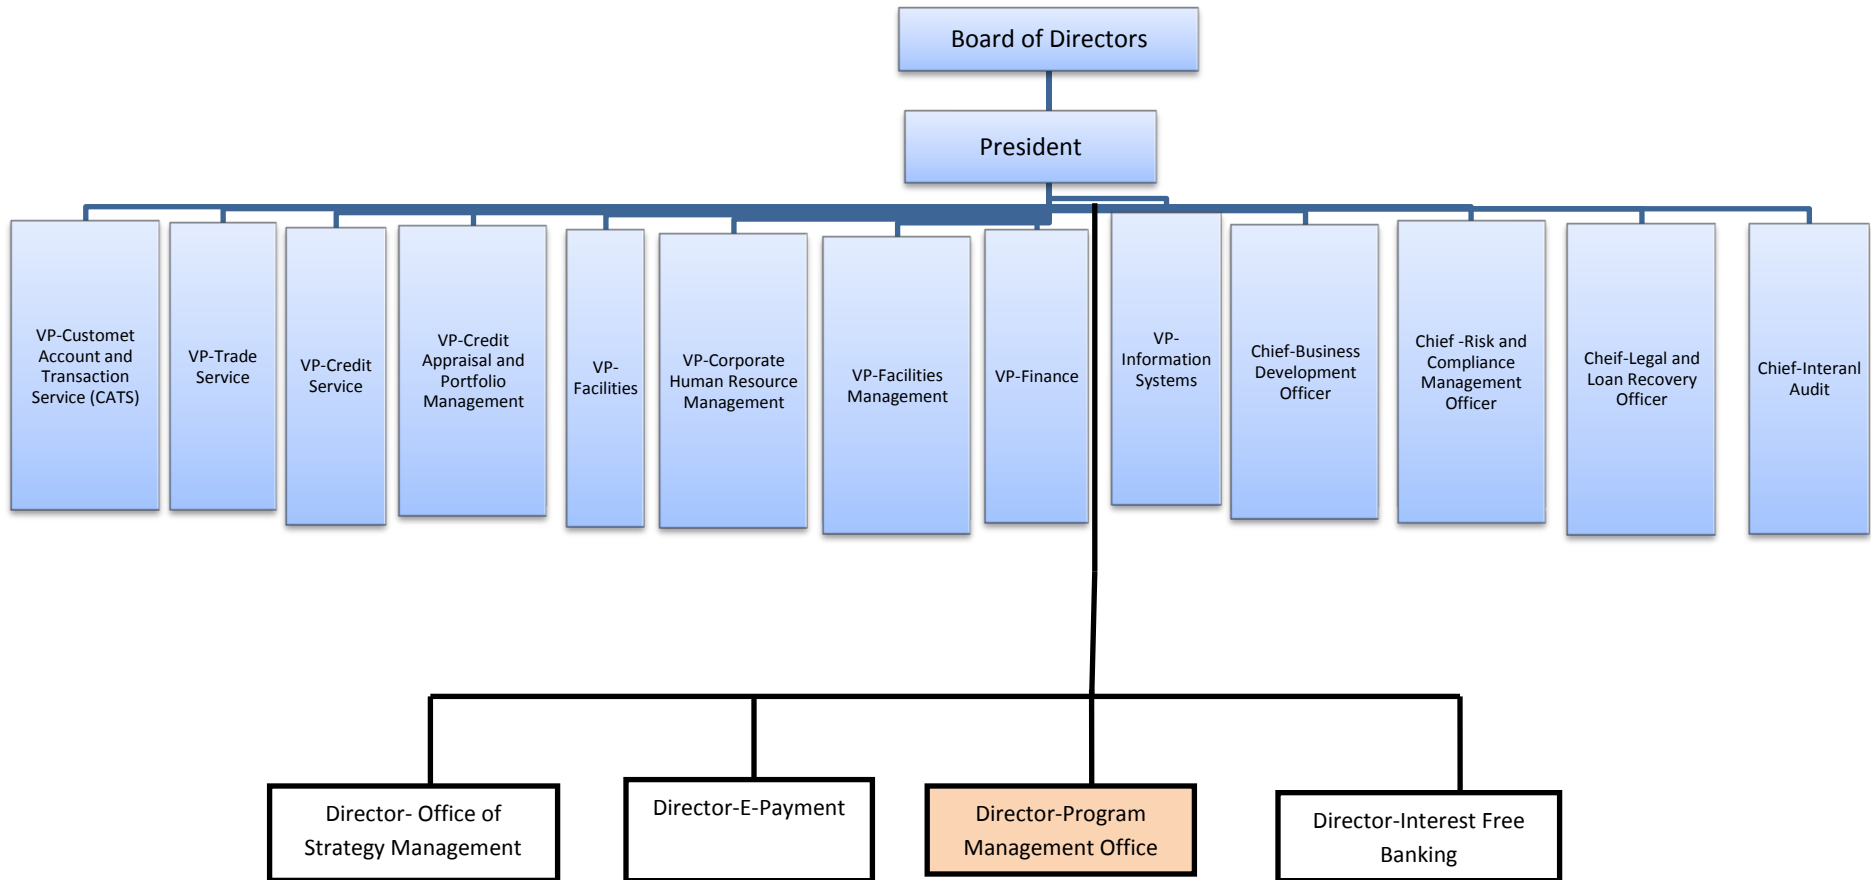 Board of Directors
President
VP-Customet
Account and
Transaction
Service (CATS)
VP-Trade
Service
VP-Credit
Service
VP-Credit
Appraisal and
Portfolio
Management
VP-
Facilities
VP-Corporate
Human Resource
Management
VP-Facilities
Management
VP-Finance
VP-
Information
Systems
Chief-Business
Development
Officer
Chief -Risk and
Compliance
Management
Officer
Cheif-Legal and
Loan Recovery
Officer
Chief-Interanl
Audit
Director- Office of
Strategy Management
Director-E-Payment
Director-Program
Management Office
Director-Interest Free
Banking